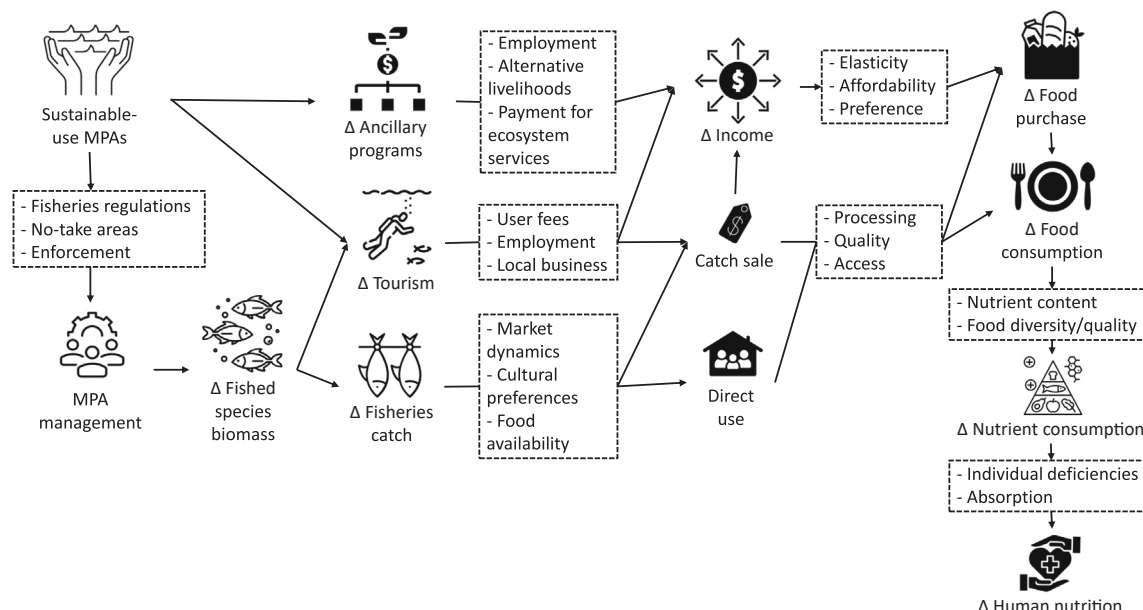 Sustainable-
use MPAs
- Fisheries regulations
- No-take areas
- Enforcement
MPA
management
Δ Fished
species
biomass
Δ Ancillary
programs
Δ Tourism
Δ Fisheries
catch
- Employment
- Alternative
livelihoods
- Payment for
ecosystem
services
- User fees
- Employment
- Local business
- Market
dynamics
- Cultural
preferences
- Food
availability
$
$
Δ Income
$
Catch sale
Direct
use
- Elasticity
- Affordability
- Preference
- Processing
- Quality
- Access
Δ Food
purchase
Δ Food
consumption
- Nutrient content
- Food diversity/quality
Δ Nutrient consumption
- Individual deficiencies
- Absorption
Δ Human nutrition